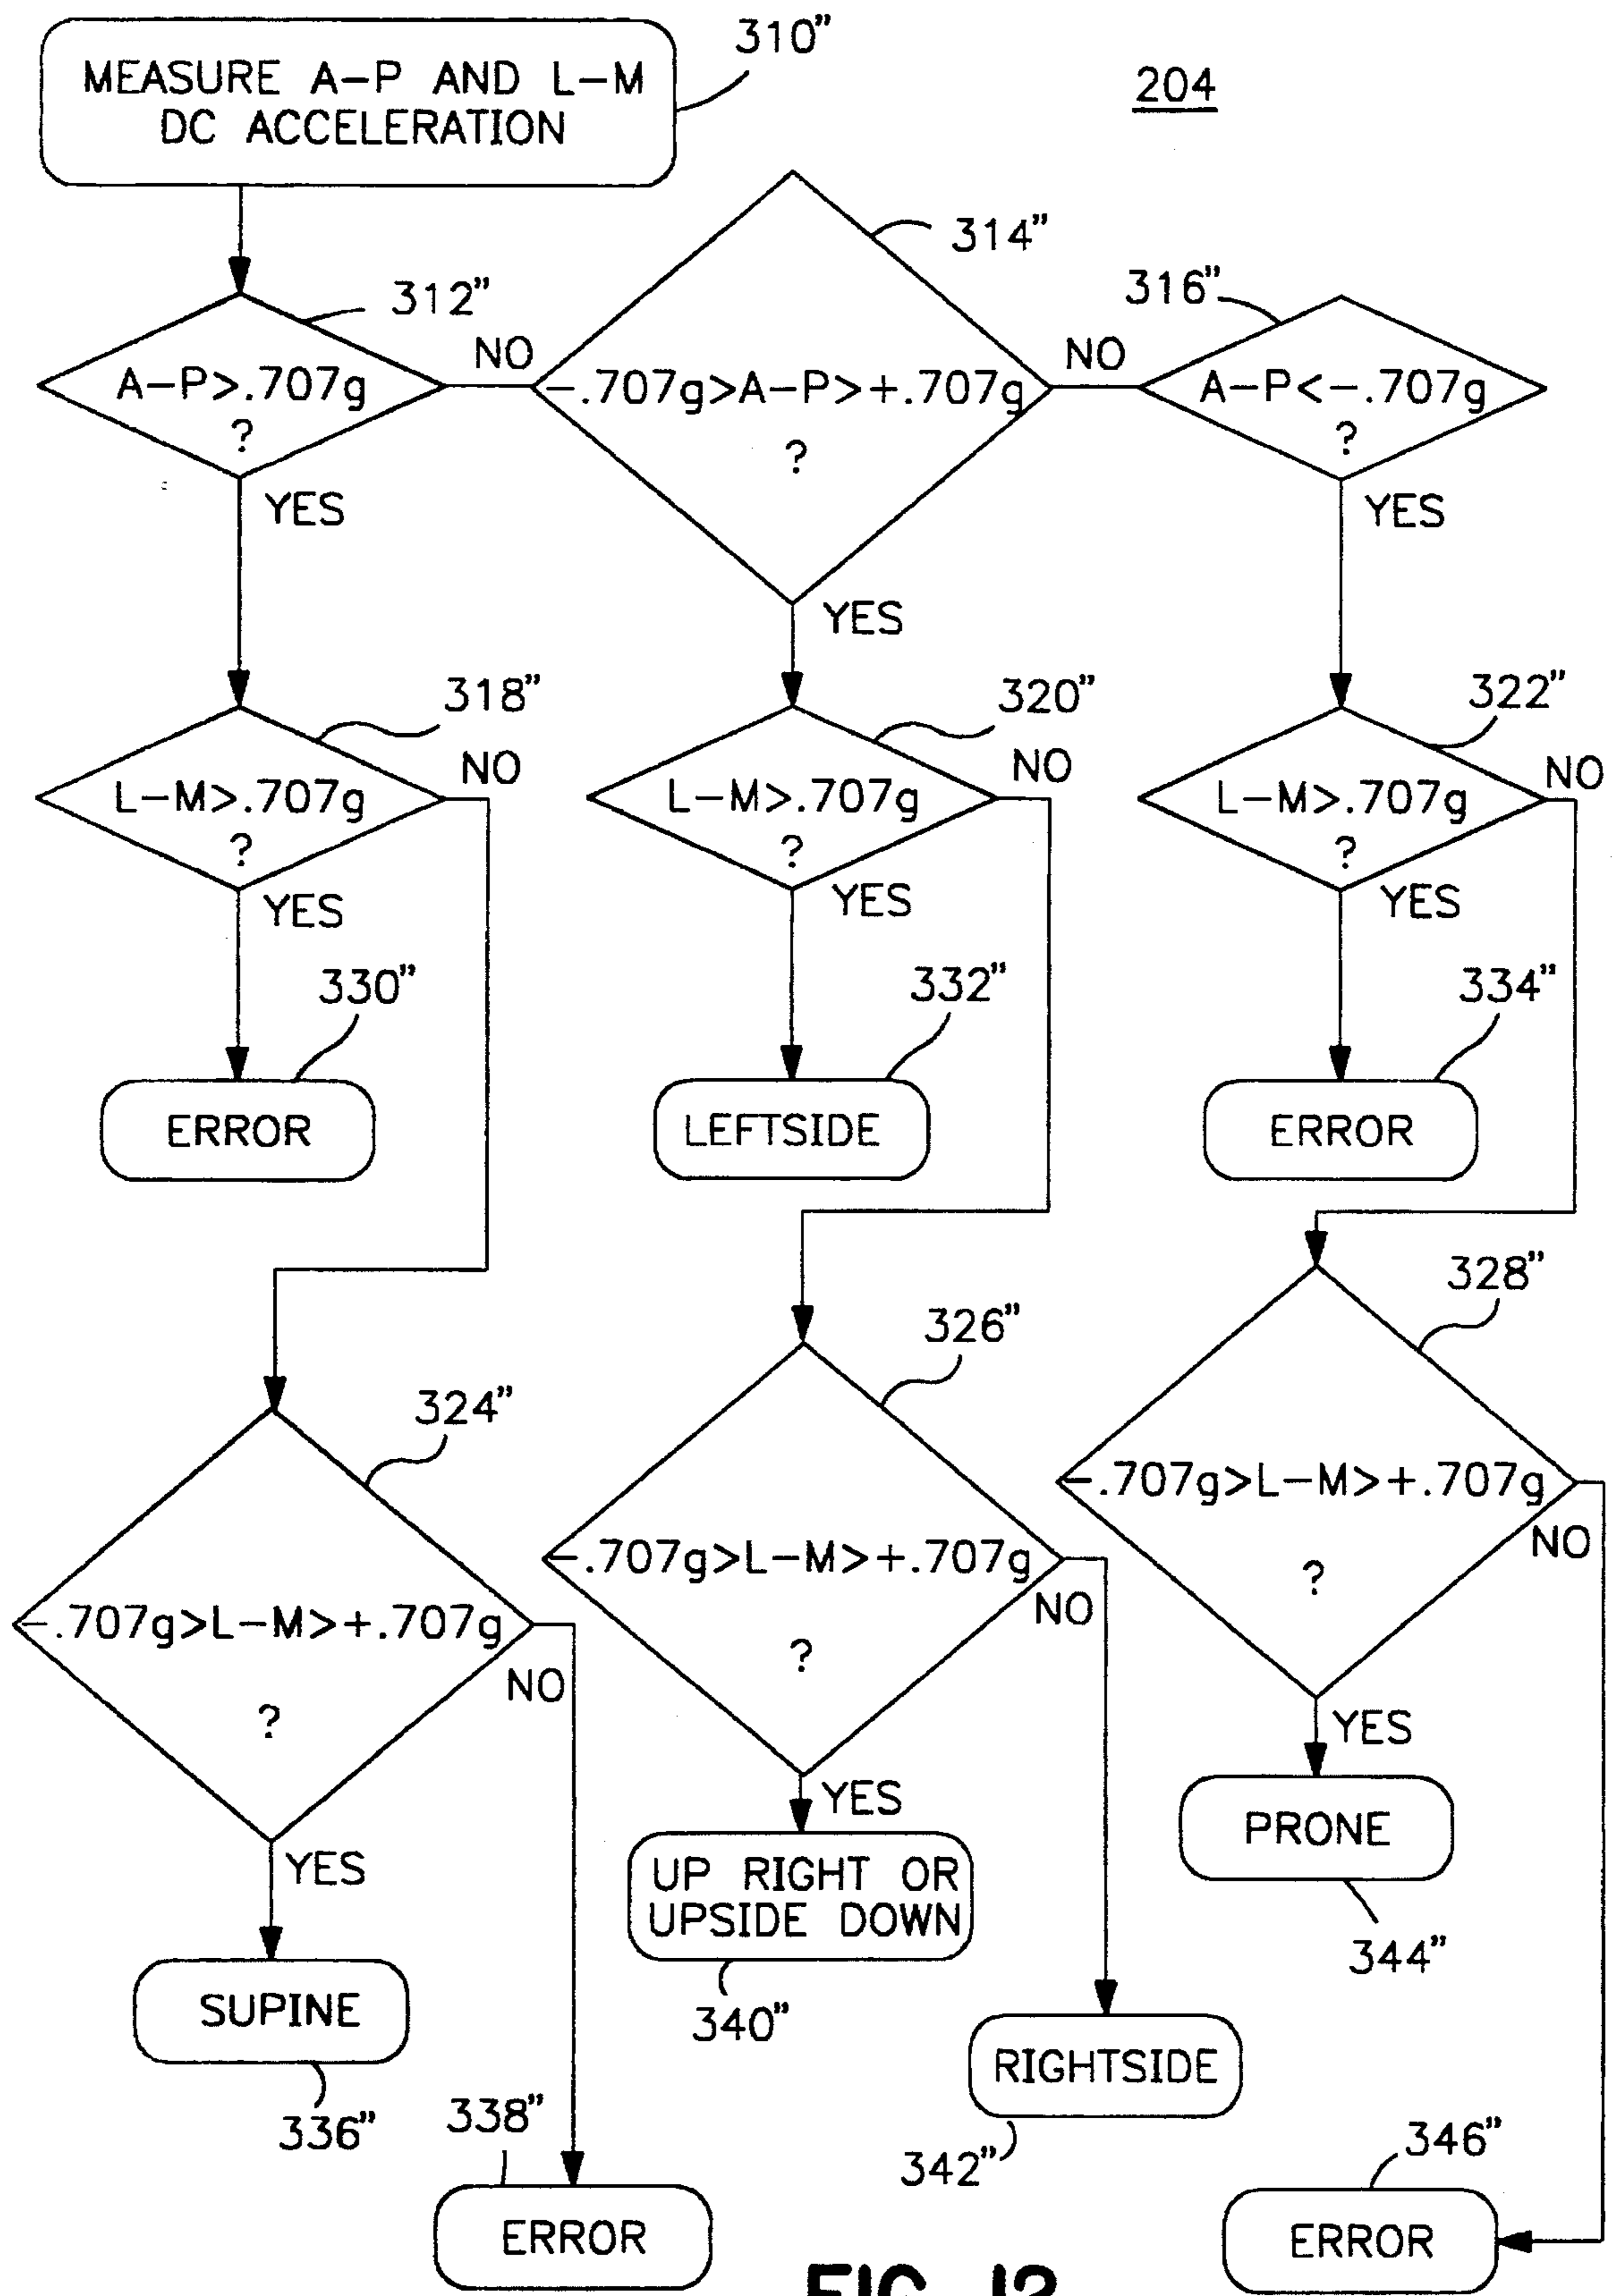 310”
MEASURE A–P AND L–M
DC ACCELERATION
204
314”
312”
316”
NO
NO
A–P>.707g
?
–.707g>A–P>+.707g
?
A–P<–.707g
?
YES
YES
YES
318”
320”
322”
NO
NO
NO
L–M>.707g
?
L–M>.707g
?
L–M>.707g
?
YES
YES
YES
330”
332”
334”
ERROR
LEFTSIDE
ERROR
328”
326”
324”
–.707g>L–M>+.707g
?
NO
–.707g>L–M>+.707g
?
NO
–.707g>L–M>+.707g
?
NO
YES
YES
YES
PRONE
UP RIGHT OR
UPSIDE DOWN
344”
SUPINE
340”
RIGHTSIDE
336”
338”
342”
346”
ERROR
ERROR